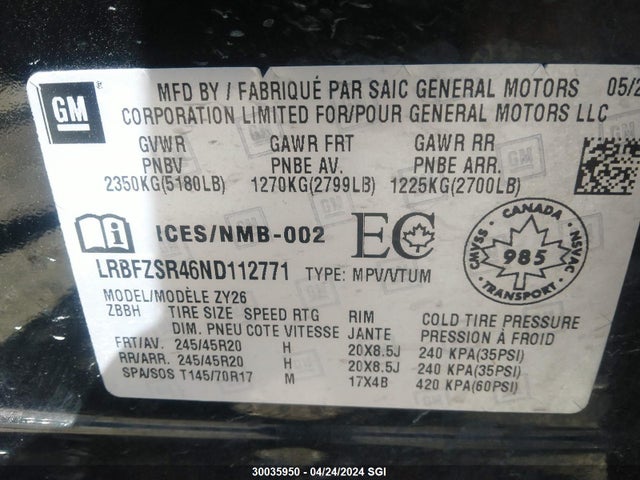 GM
MFD BY / FABRIQUÉ PAR SAIC GENERAL MOTORS 05/2
CORPORATION LIMITED FOR/POUR GENERAL MOTORS LLC
GVWR GAWR FRT GAWR RR
PNBV PNBE AV. PNBE ARR.
2350KG(5180LB) 1270KG(2799LB) 1225KG(2700LB)
ICES/NMB-002 EC
CANADA CMVSS NSVAC 985 TRANSPORT
LRBFZSR46ND112771 TYPE: MPV/VTUM
MODEL/MODÈLE ZY26
ZBBH TIRE SIZE SPEED RTG RIM COLD TIRE PRESSURE
DIM. PNEU COTE VITESSE JANTE PRESSION À FROID
FRT/AV. 245/45R20 H 20X8.5J 240 KPA(35PSI)
RR/ARR. 245/45R20 H 20X8.5J 240 KPA(35PSI)
SPA/SOS T145/70R17 M 17X4B 420 KPA(60PSI)
30035950 - 04/24/2024 SGI